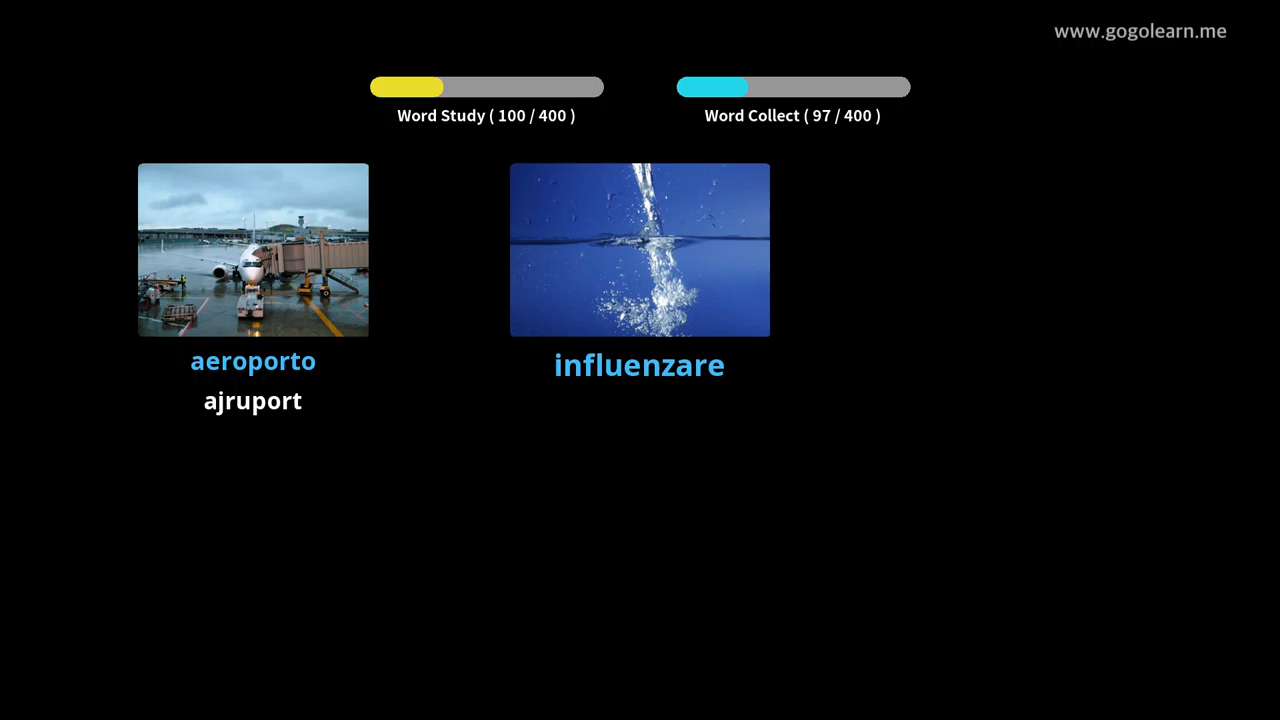 www.gogolearn.me
Word Study ( 100 / 400 )
Word Collect ( 97 / 400 )
aeroporto
ajruport
influenzare